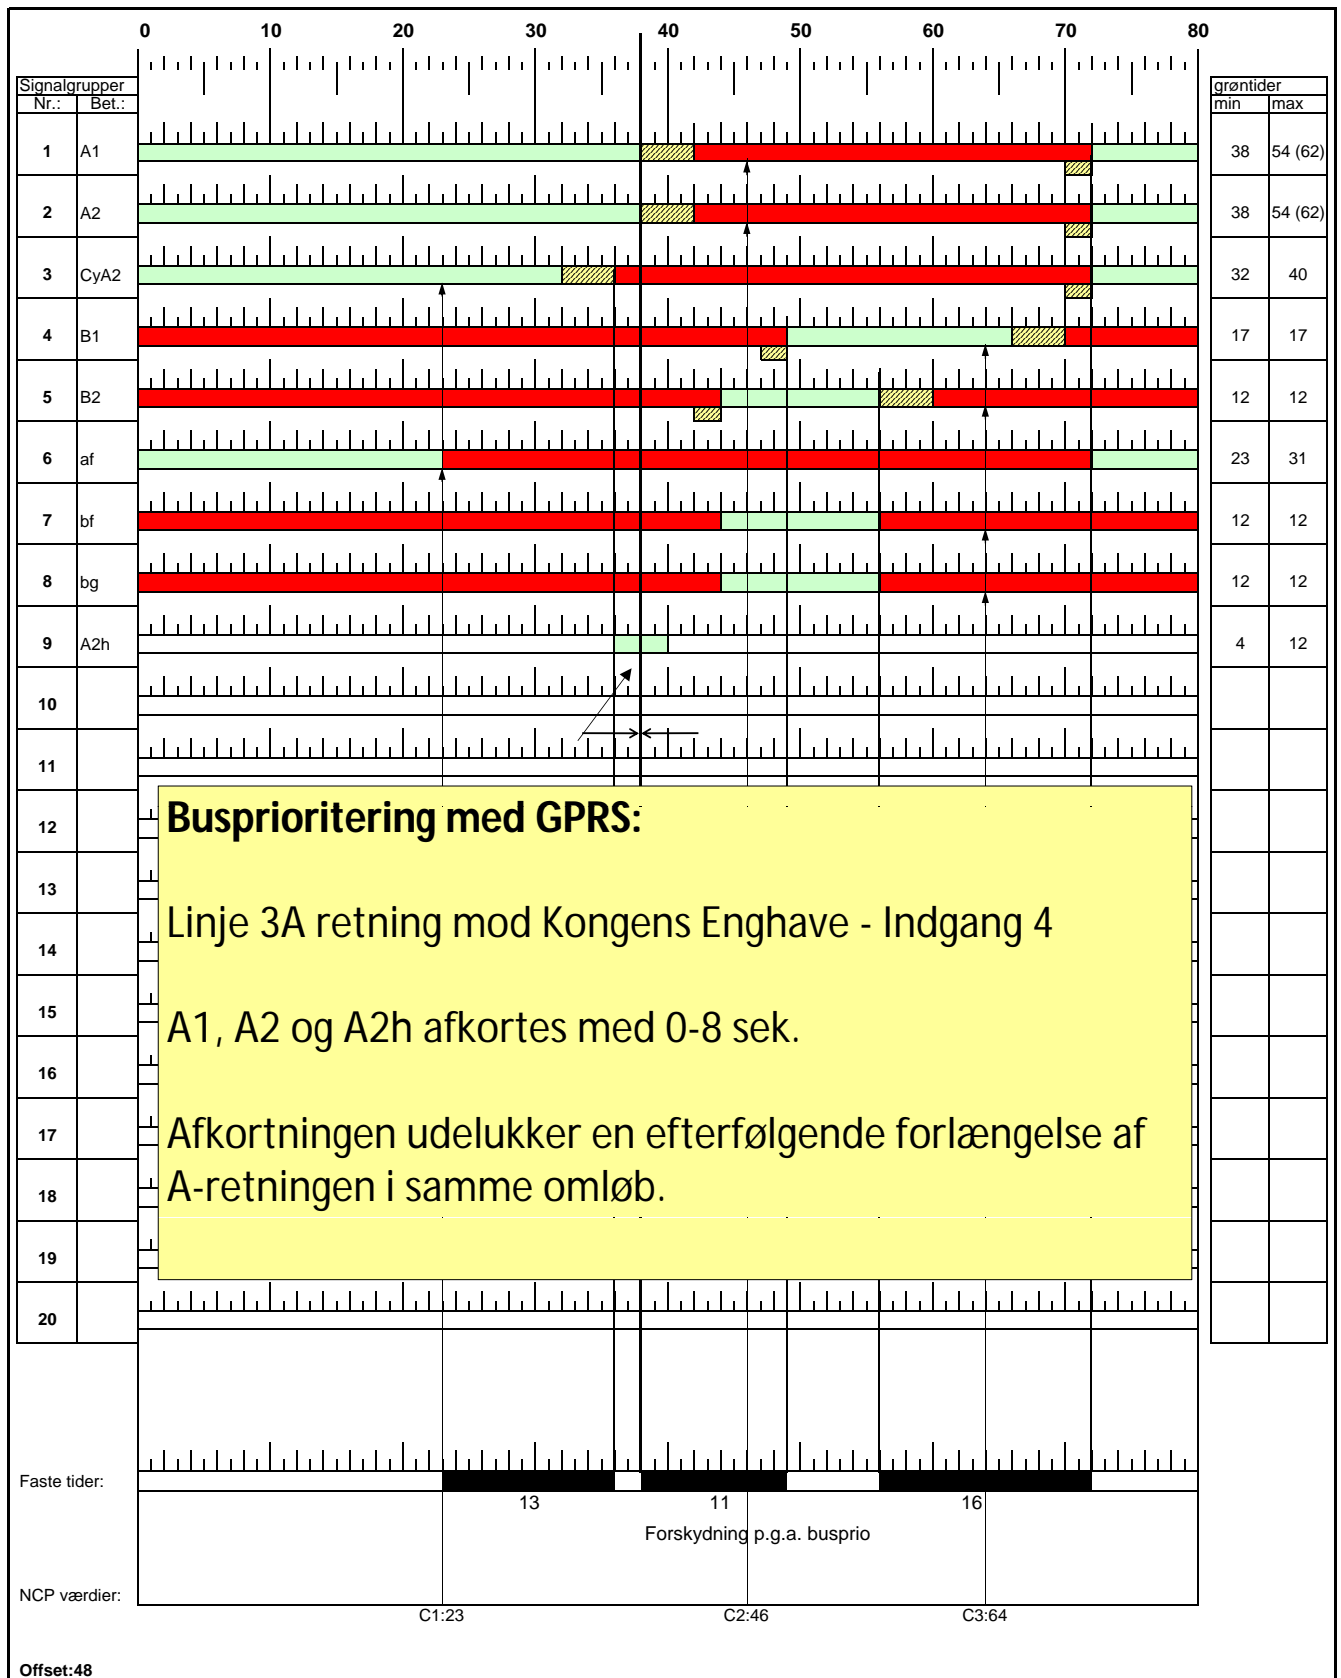 0 10 20 30 40 50 60 70 80
Signalgrupper grøntider
Nr.: Bet.: min max
1 A1 38 54 (62)
2 A2 38 54 (62)
3 CyA2 32 40
4 B1 17 17
5 B2 12 12
6 af 23 31
7 bf 12 12
8 bg 12 12
9 A2h 4 12
10
11
12
13
14
15
16
17
18
19
20
Busprioritering med GPRS:
Linje 3A retning mod Kongens Enghave - Indgang 4
A1, A2 og A2h afkortes med 0-8 sek.
Afkortningen udelukker en efterfølgende forlængelse af
A-retningen i samme omløb.
Faste tider:
13 11 16
Forskydning p.g.a. busprio
NCP værdier:
C1:23 C2:46 C3:64
Offset:48